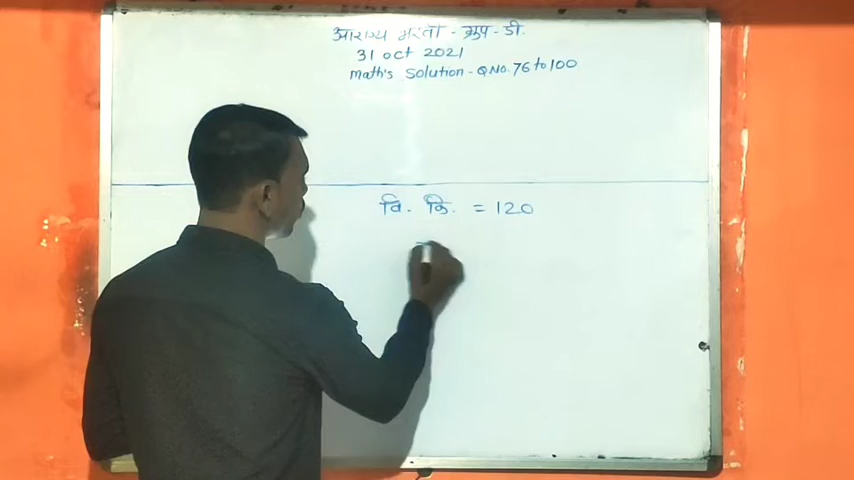 आरोग्य भरती - ग्रुप - डी.
31 oct 2021
math's Solution - Q.No. 76 to 100
वि. कि. = 120